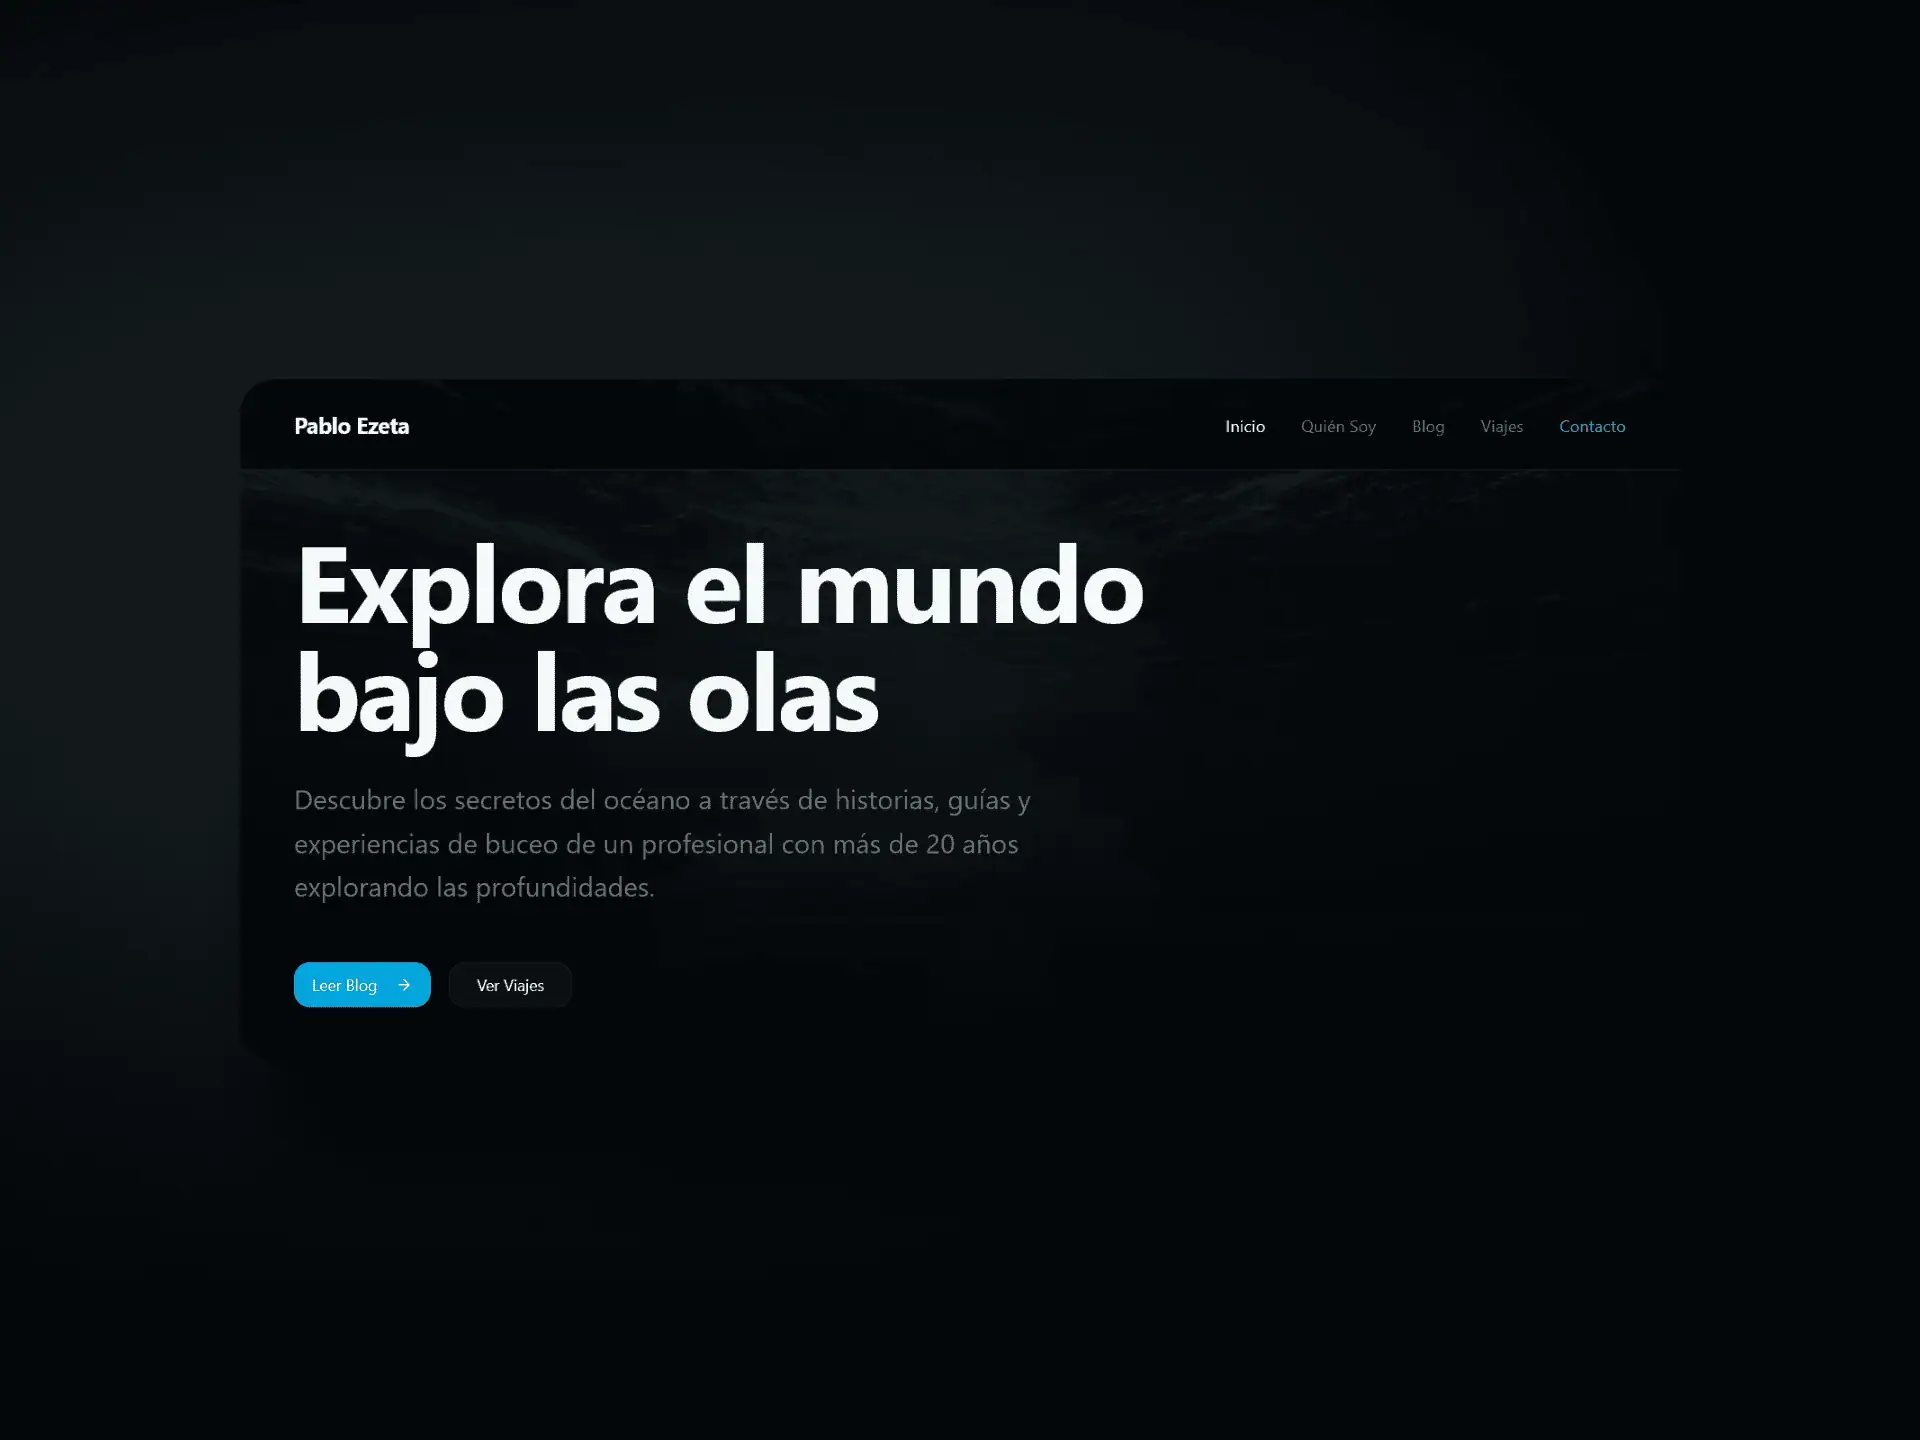 Pablo Ezeta
Inicio Quién Soy Blog Viajes Contacto
Explora el mundo
bajo las olas
Descubre los secretos del océano a través de historias, guías y
experiencias de buceo de un profesional con más de 20 años
explorando las profundidades.
Leer Blog → Ver Viajes